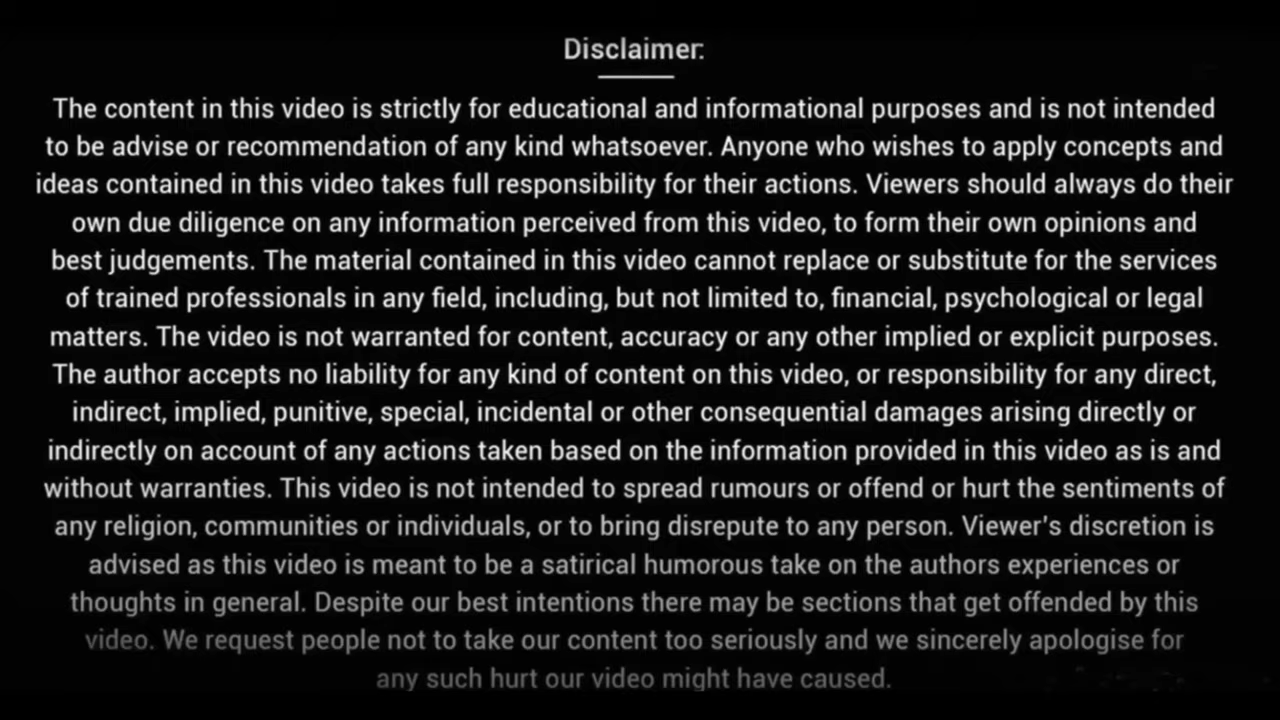 Disclaimer:
The content in this video is strictly for educational and informational purposes and is not intended
to be advise or recommendation of any kind whatsoever. Anyone who wishes to apply concepts and
ideas contained in this video takes full responsibility for their actions. Viewers should always do their
own due diligence on any information perceived from this video, to form their own opinions and
best judgements. The material contained in this video cannot replace or substitute for the services
of trained professionals in any field, including, but not limited to, financial, psychological or legal
matters. The video is not warranted for content, accuracy or any other implied or explicit purposes.
The author accepts no liability for any kind of content on this video, or responsibility for any direct,
indirect, implied, punitive, special, incidental or other consequential damages arising directly or
indirectly on account of any actions taken based on the information provided in this video as is and
without warranties. This video is not intended to spread rumours or offend or hurt the sentiments of
any religion, communities or individuals, or to bring disrepute to any person. Viewer's discretion is
advised as this video is meant to be a satirical humorous take on the authors experiences or
thoughts in general. Despite our best intentions there may be sections that get offended by this
video. We request people not to take our content too seriously and we sincerely apologise for
any such hurt our video might have caused.